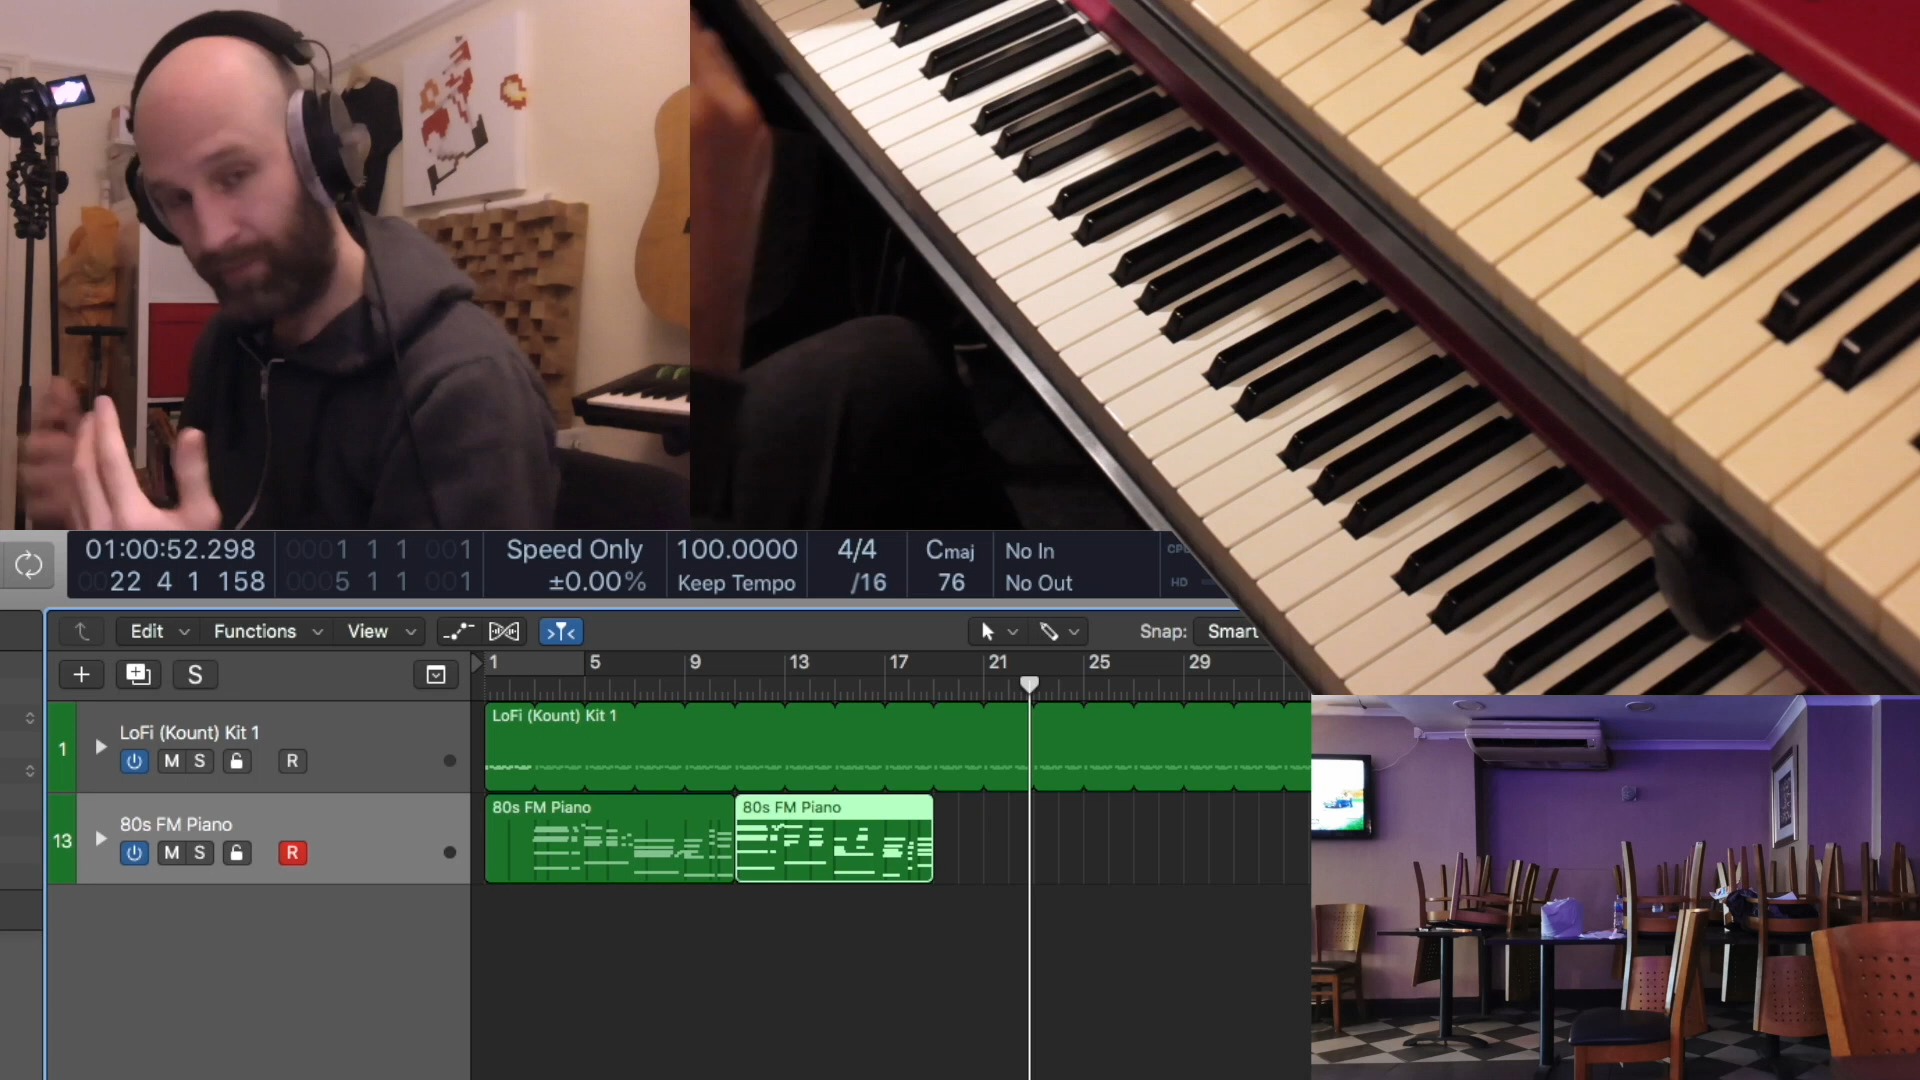 01:00:52.298
0001 1 1 001
Speed Only
100.0000
4/4
Cmaj
No In
CPU
0022 4 1 158
0005 1 1 001
±0.00%
Keep Tempo
/16
76
No Out
HD
Edit
Functions
View
Snap:
Smart
S
1
5
9
13
17
21
25
29
1
LoFi (Kount) Kit 1
M S
R
LoFi (Kount) Kit 1
13
80s FM Piano
M S
R
80s FM Piano
80s FM Piano